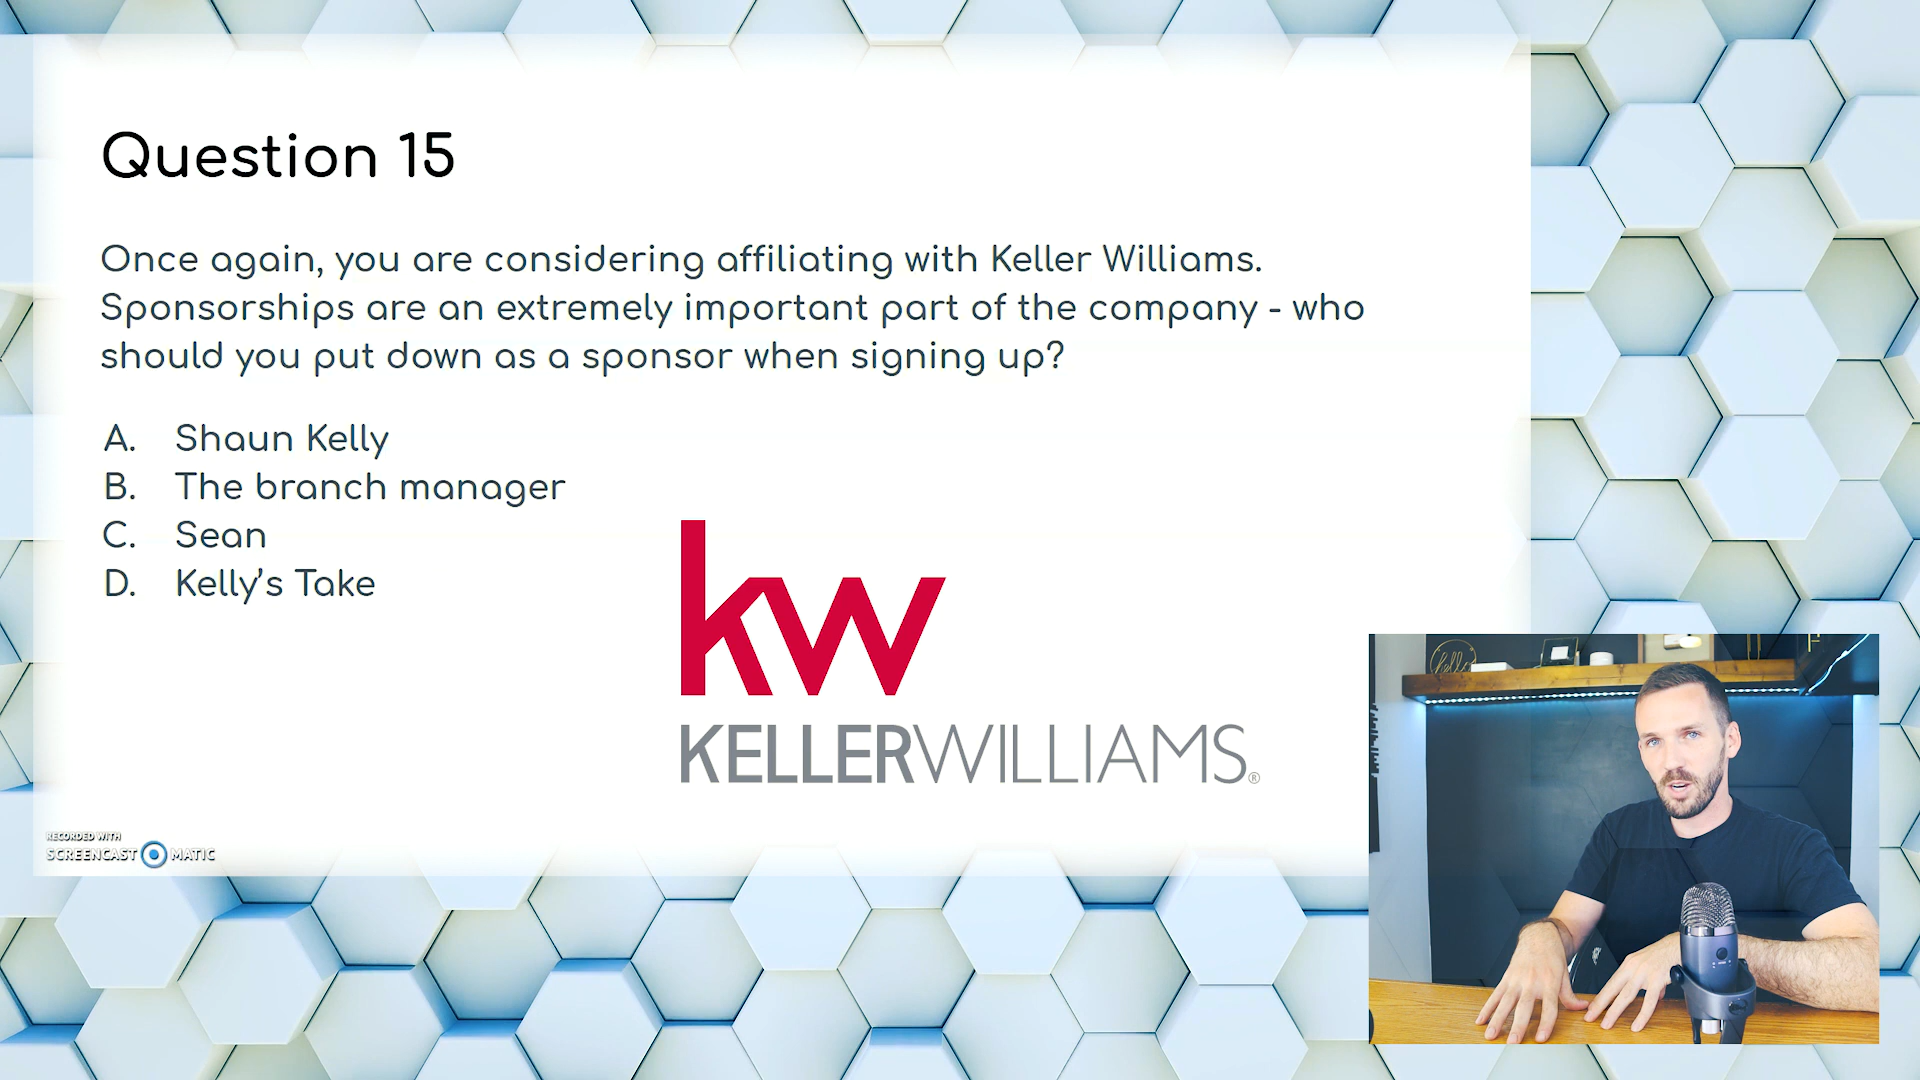 Question 15
Once again, you are considering affiliating with Keller Williams.
Sponsorships are an extremely important part of the company - who
should you put down as a sponsor when signing up?
A. Shaun Kelly
B. The branch manager
C. Sean
D. Kelly's Take
kw
KELLERWILLIAMS®
hello
RECORDED WITH
SCREENCAST MATIC